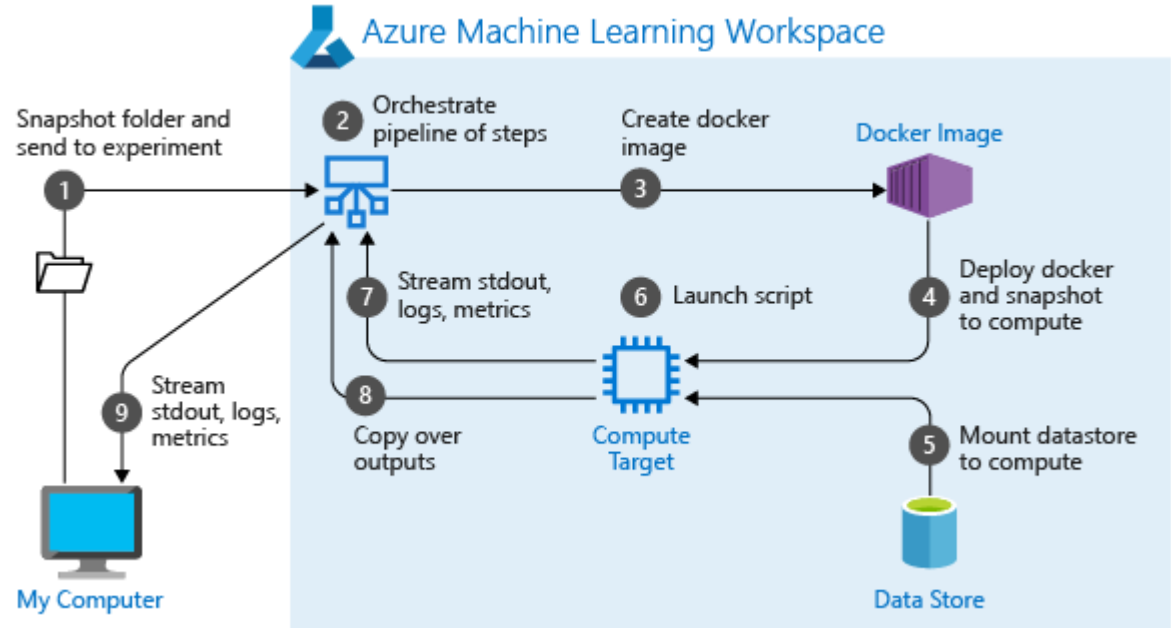 Azure Machine Learning Workspace
Snapshot folder and
send to experiment
1
2
Orchestrate
pipeline of steps
Create docker
image
3
Docker Image
4
Deploy docker
and snapshot
to compute
7
Stream stdout,
logs, metrics
6
Launch script
8
Copy over
outputs
Compute
Target
5
Mount datastore
to compute
9
Stream
stdout, logs,
metrics
My Computer
Data Store